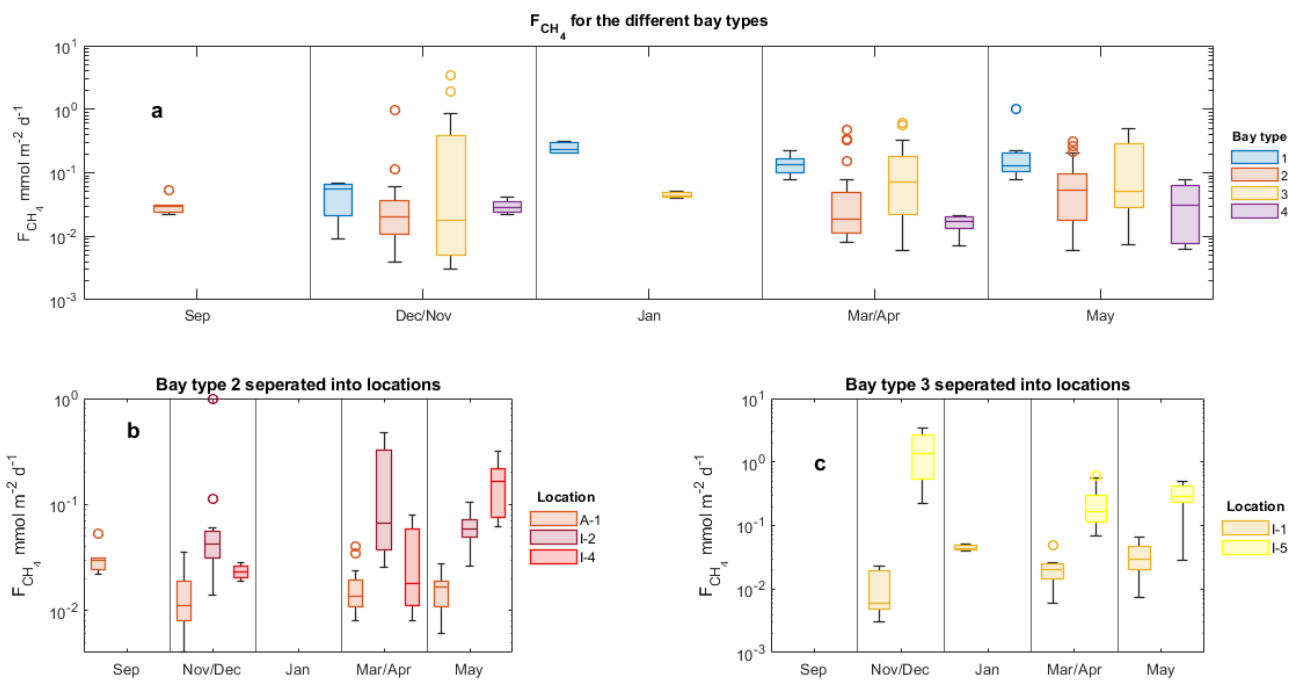 F_CH4 for the different bay types
a
F_CH4 mmol m^-2 d^-1
10^1
10^0
10^-1
10^-2
10^-3
Sep Dec/Nov Jan Mar/Apr May
Bay type
1
2
3
4
Bay type 2 seperated into locations
b
F_CH4 mmol m^-2 d^-1
10^0
10^-1
10^-2
Sep Nov/Dec Jan Mar/Apr May
Location
A-1
I-2
I-4
Bay type 3 seperated into locations
c
F_CH4 mmol m^-2 d^-1
10^1
10^0
10^-1
10^-2
10^-3
Sep Nov/Dec Jan Mar/Apr May
Location
I-1
I-5